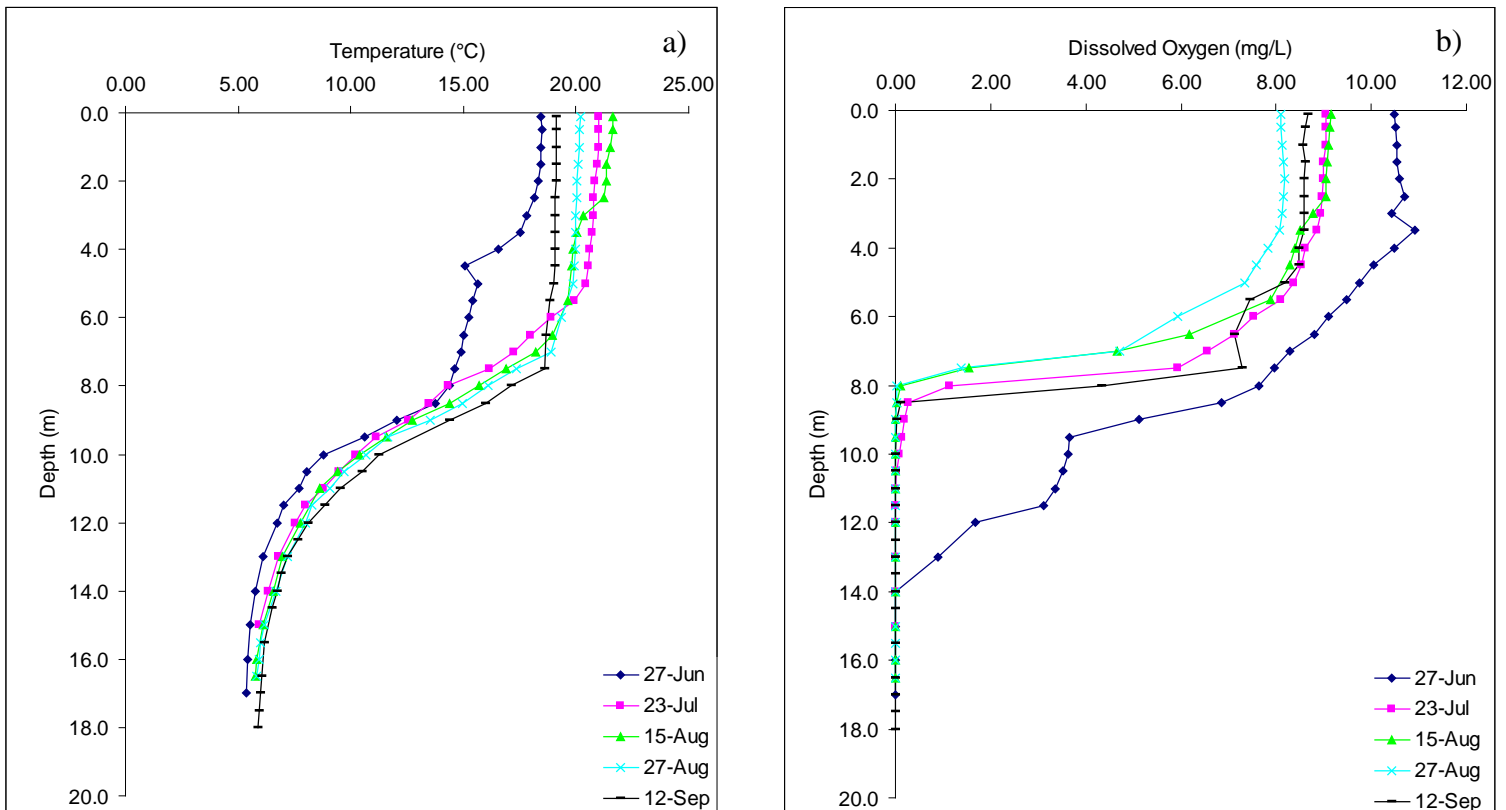 Temperature (°C)
a)
0.00 5.00 10.00 15.00 20.00 25.00
0.0
2.0
4.0
6.0
8.0
10.0
12.0
14.0
16.0
18.0
20.0
Depth (m)
27-Jun
23-Jul
15-Aug
27-Aug
12-Sep
Dissolved Oxygen (mg/L)
b)
0.00 2.00 4.00 6.00 8.00 10.00 12.00
0.0
2.0
4.0
6.0
8.0
10.0
12.0
14.0
16.0
18.0
20.0
Depth (m)
27-Jun
23-Jul
15-Aug
27-Aug
12-Sep